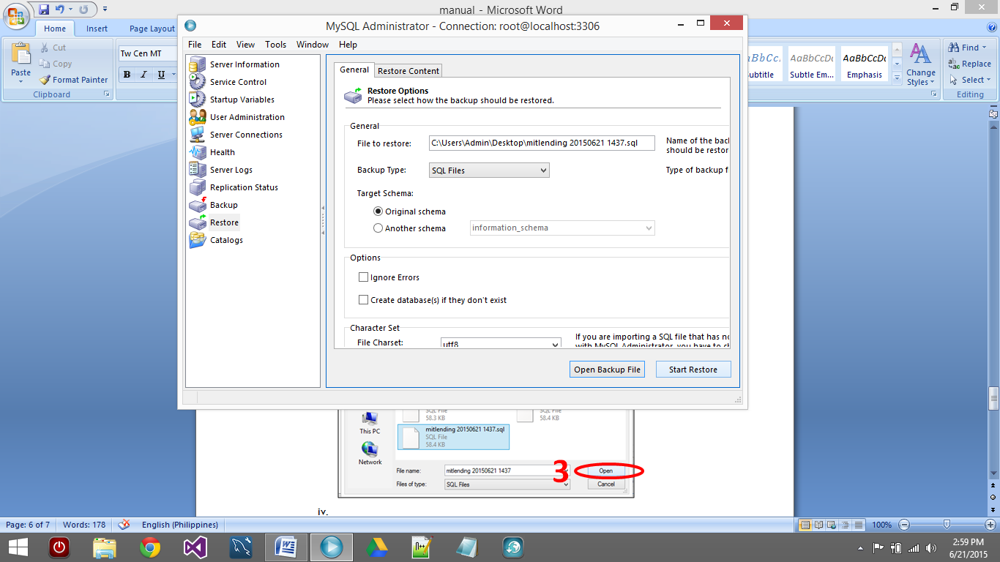 manual - Microsoft Word
Home Insert Page Layout
Paste
Cut
Copy
Format Painter
Clipboard
Tw Cen MT
B I U
Subtle Em...
Emphasis
Change Styles
Find
Replace
Select
Editing
MySQL Administrator - Connection: root@localhost:3306
File Edit View Tools Window Help
Server Information
Service Control
Startup Variables
User Administration
Server Connections
Health
Server Logs
Replication Status
Backup
Restore
Catalogs
General Restore Content
Restore Options
Please select how the backup should be restored.
General
File to restore: C:\Users\Admin\Desktop\mitlending 20150621 1437.sql
Name of the bac
should be restor
Backup Type: SQL Files Type of backup f
Target Schema:
Original schema
Another schema information_schema
Options
Ignore Errors
Create database(s) if they don't exist
Character Set
File Charset: utf8
If you are importing a SQL file that has no
with MySQL Administrator, you have to ch
Open Backup File Start Restore
SQL File
58.3 KB
SQL File
58.4 KB
This PC
mitlending 20150621 1437.sql
SQL File
58.4 KB
Network
File name: mitlending 20150621 1437 3 Open
Files of type: SQL Files Cancel
iv.
Page: 6 of 7 Words: 178 English (Philippines) 100%
2:59 PM
6/21/2015